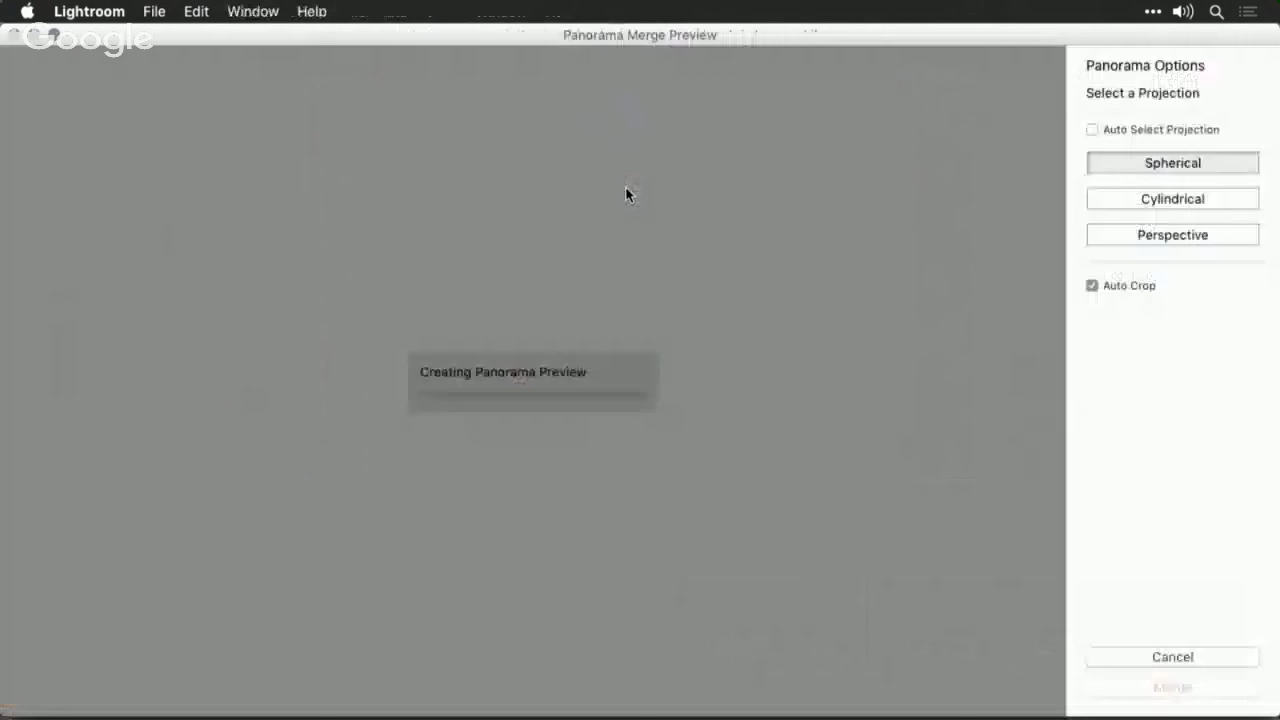 Lightroom File Edit Window Help
Google
Panorama Merge Preview
Panorama Options
Select a Projection
Auto Select Projection
Spherical
Cylindrical
Perspective
Auto Crop
Creating Panorama Preview
Cancel
Merge